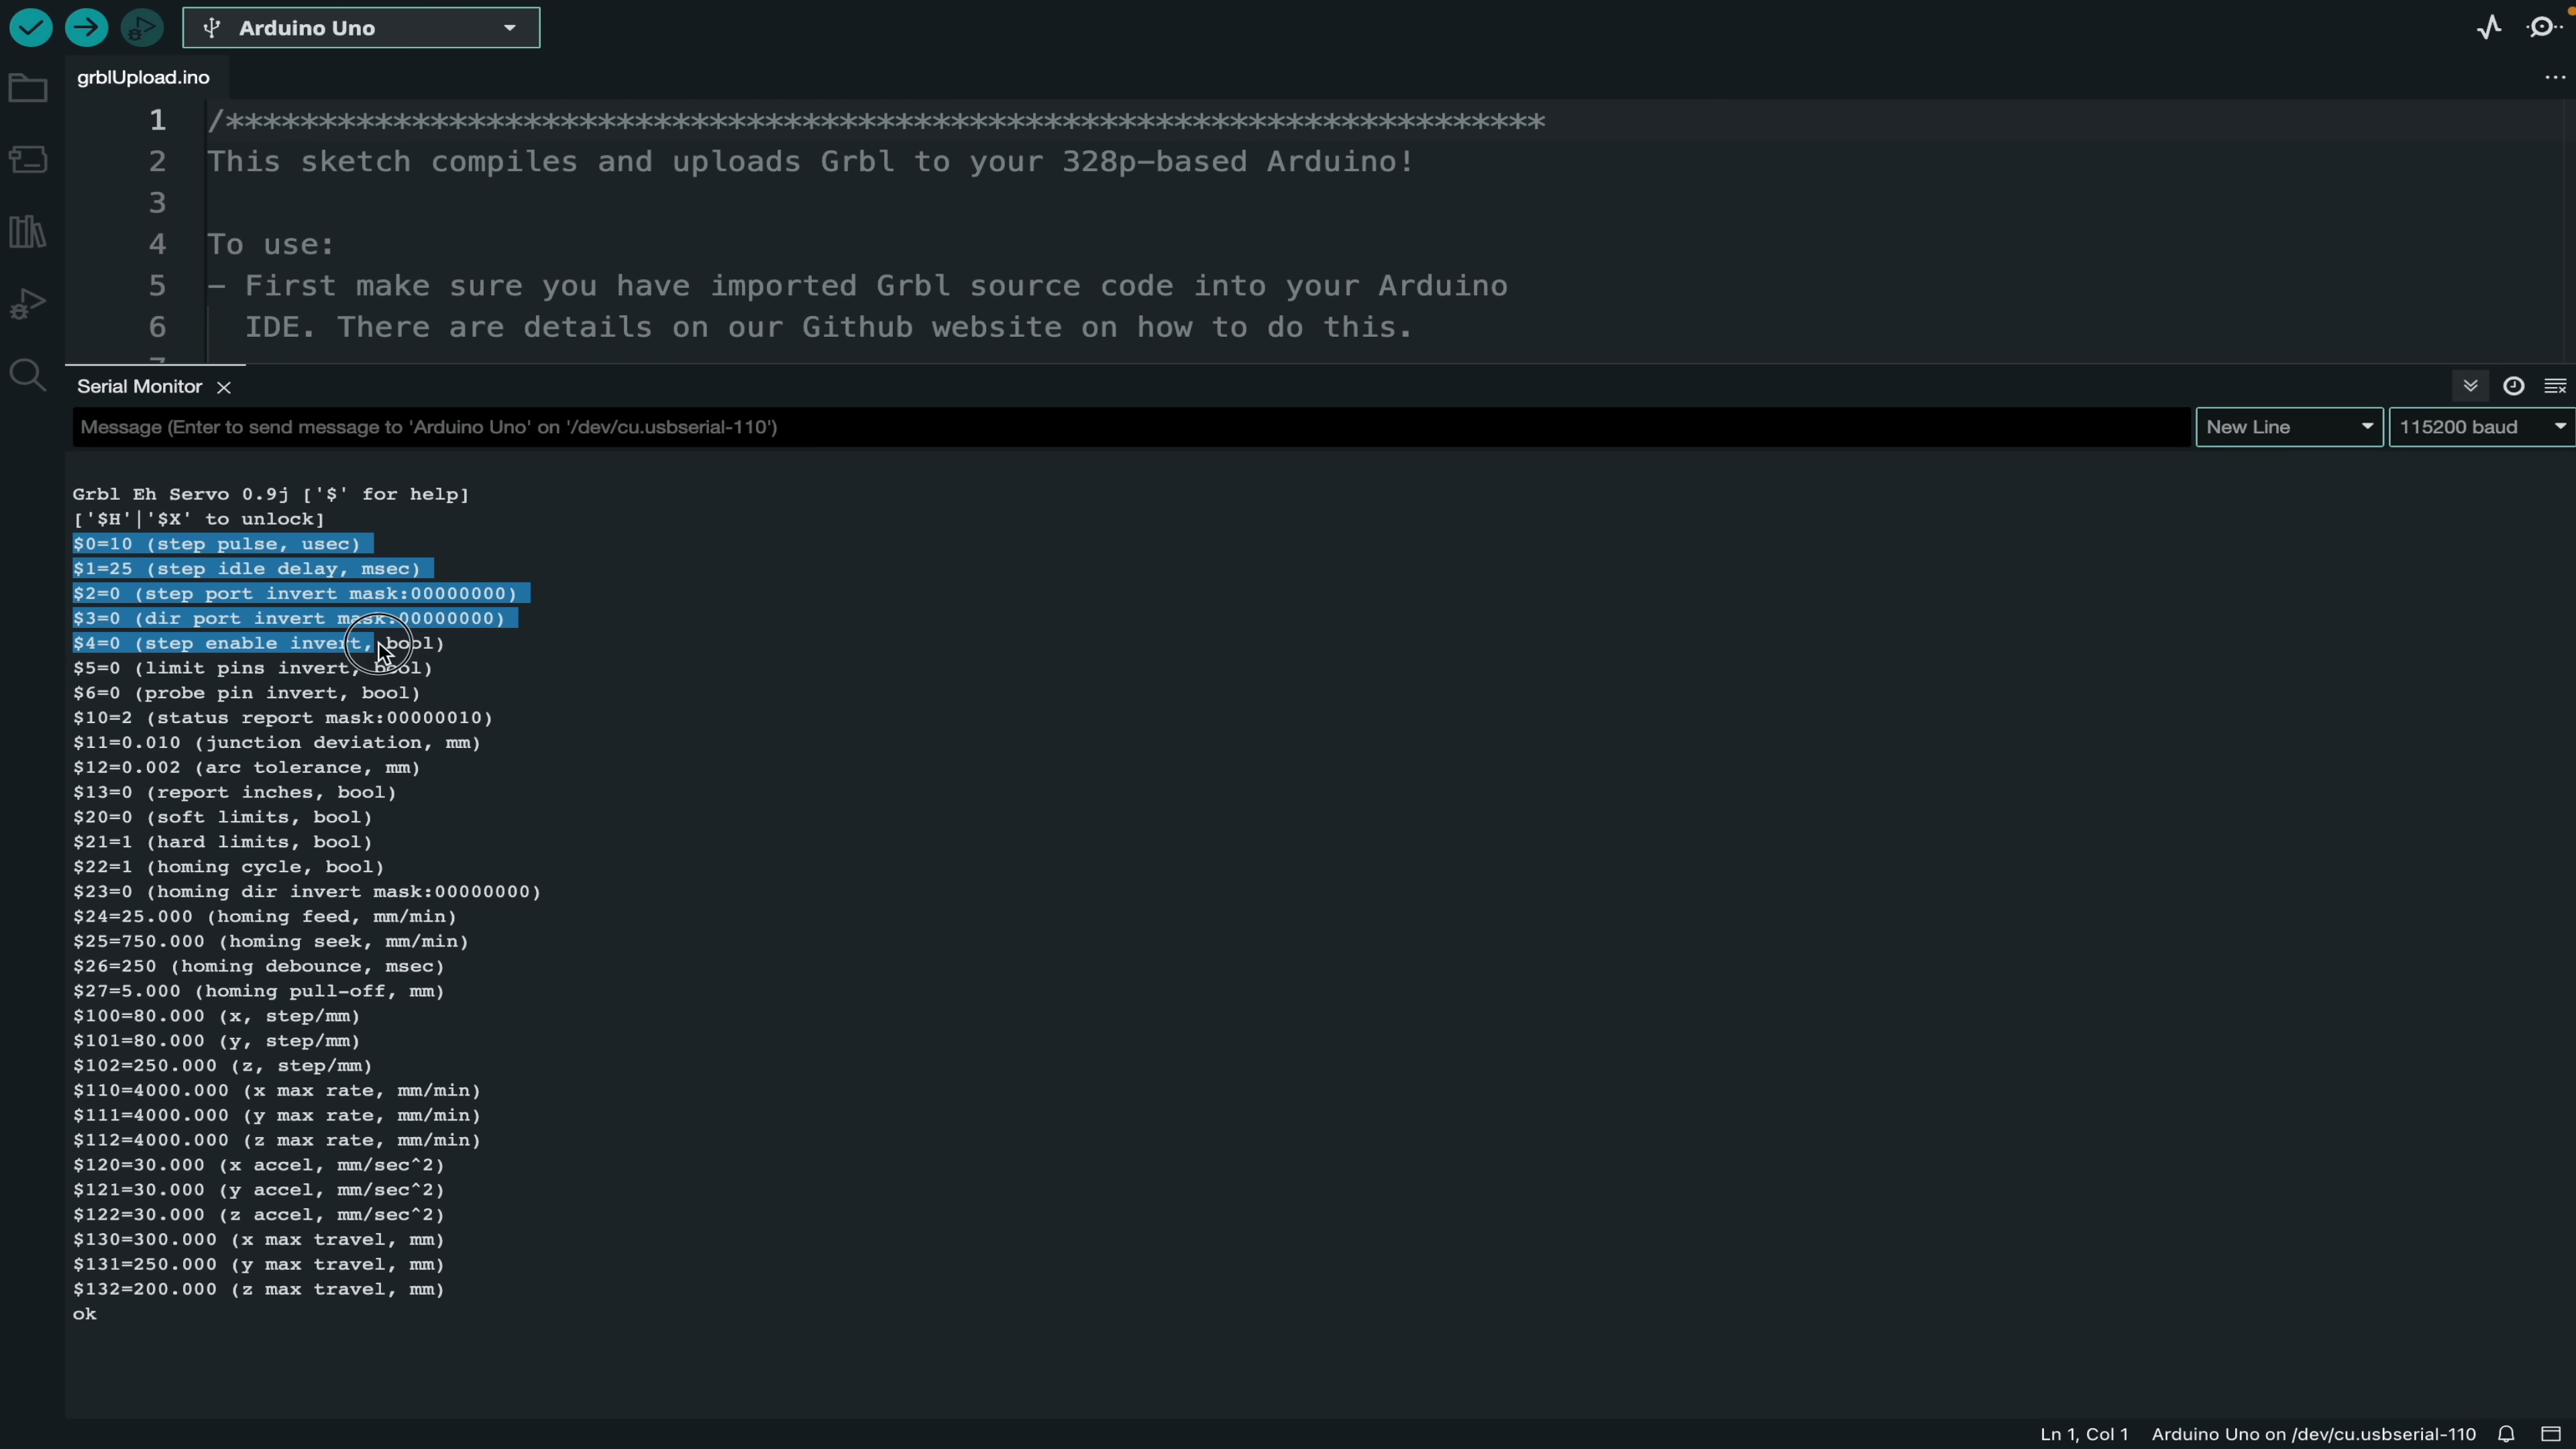 Arduino Uno
grblUpload.ino
1 /***********************************************************************
2 This sketch compiles and uploads Grbl to your 328p-based Arduino!
3
4 To use:
5 - First make sure you have imported Grbl source code into your Arduino
6 IDE. There are details on our Github website on how to do this.
7
Serial Monitor
Message (Enter to send message to 'Arduino Uno' on '/dev/cu.usbserial-110')
New Line
115200 baud
Grbl Eh Servo 0.9j ['$' for help]
['$H'|'$X' to unlock]
$0=10 (step pulse, usec)
$1=25 (step idle delay, msec)
$2=0 (step port invert mask:00000000)
$3=0 (dir port invert mask:00000000)
$4=0 (step enable invert, bool)
$5=0 (limit pins invert, bool)
$6=0 (probe pin invert, bool)
$10=2 (status report mask:00000010)
$11=0.010 (junction deviation, mm)
$12=0.002 (arc tolerance, mm)
$13=0 (report inches, bool)
$20=0 (soft limits, bool)
$21=1 (hard limits, bool)
$22=1 (homing cycle, bool)
$23=0 (homing dir invert mask:00000000)
$24=25.000 (homing feed, mm/min)
$25=750.000 (homing seek, mm/min)
$26=250 (homing debounce, msec)
$27=5.000 (homing pull-off, mm)
$100=80.000 (x, step/mm)
$101=80.000 (y, step/mm)
$102=250.000 (z, step/mm)
$110=4000.000 (x max rate, mm/min)
$111=4000.000 (y max rate, mm/min)
$112=4000.000 (z max rate, mm/min)
$120=30.000 (x accel, mm/sec^2)
$121=30.000 (y accel, mm/sec^2)
$122=30.000 (z accel, mm/sec^2)
$130=300.000 (x max travel, mm)
$131=250.000 (y max travel, mm)
$132=200.000 (z max travel, mm)
ok
Ln 1, Col 1 Arduino Uno on /dev/cu.usbserial-110